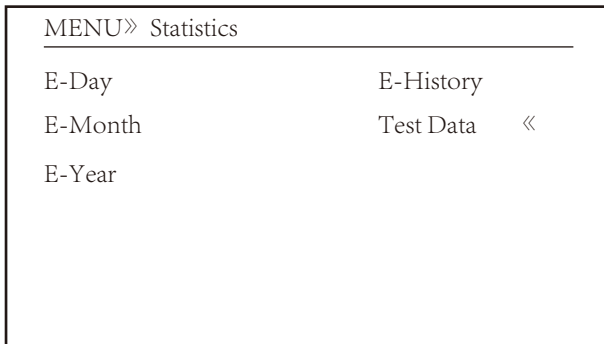 MENU》 Statistics
E-Day E-History
E-Month Test Data 《
E-Year